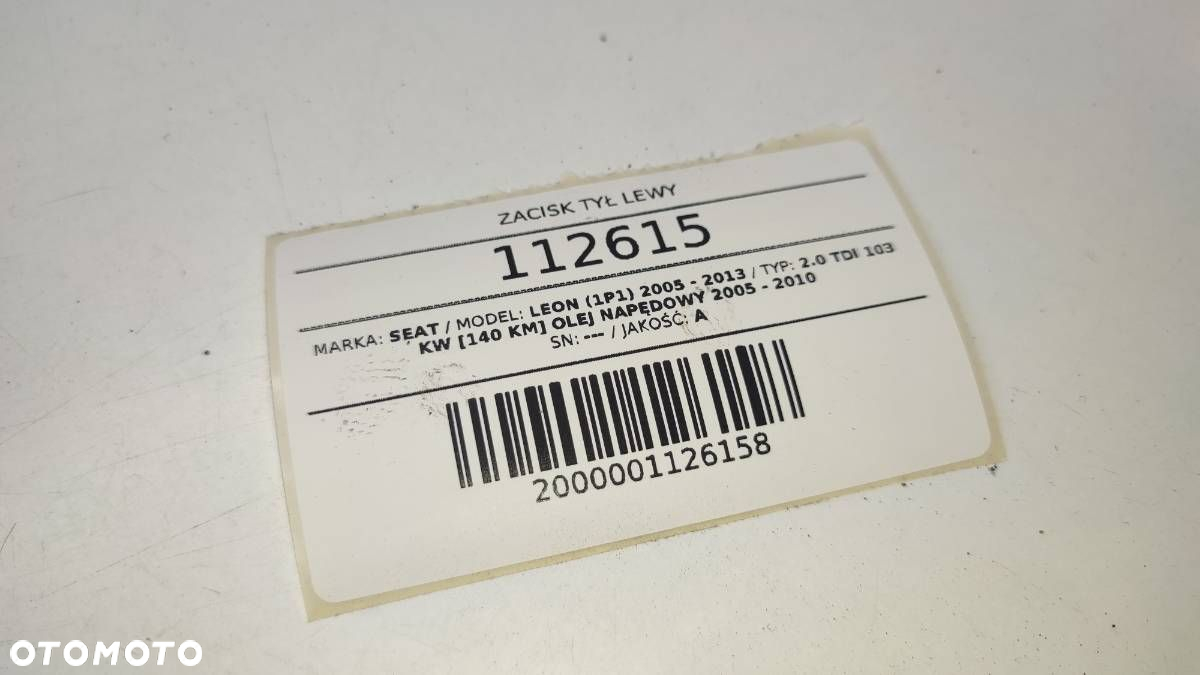 ZACISK TYŁ LEWY
112615
MARKA: SEAT / MODEL: LEON (1P1) 2005 - 2013 / TYP: 2.0 TDI 103
KW [140 KM] OLEJ NAPĘDOWY 2005 - 2010
SN: --- / JAKOŚĆ: A
2000001126158
OTOMOTO